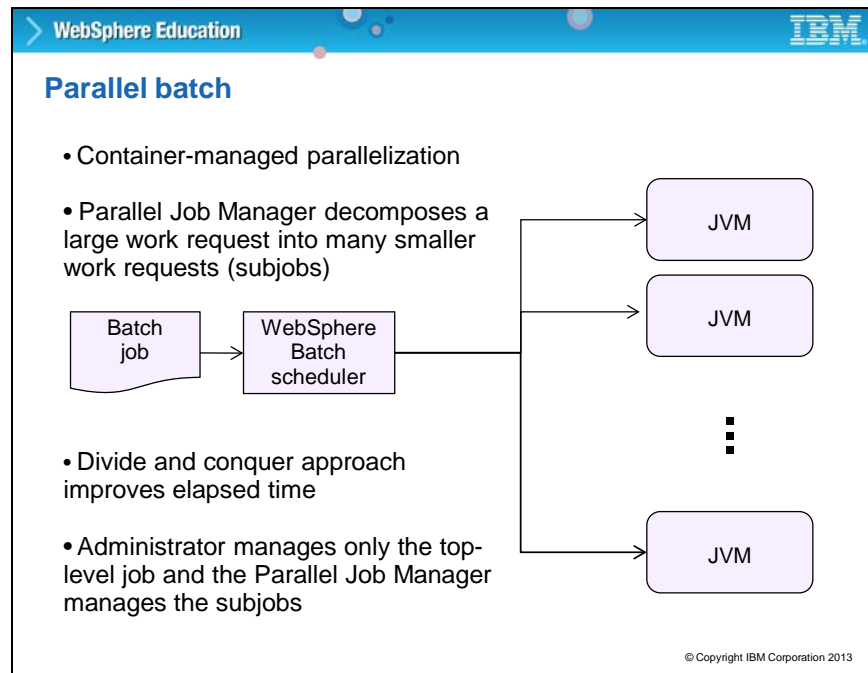 WebSphere Education
IBM.
Parallel batch
• Container-managed parallelization
• Parallel Job Manager decomposes a
large work request into many smaller
work requests (subjobs)
Batch
job
WebSphere
Batch
scheduler
JVM
JVM
JVM
• Divide and conquer approach
improves elapsed time
• Administrator manages only the top-
level job and the Parallel Job Manager
manages the subjobs
© Copyright IBM Corporation 2013